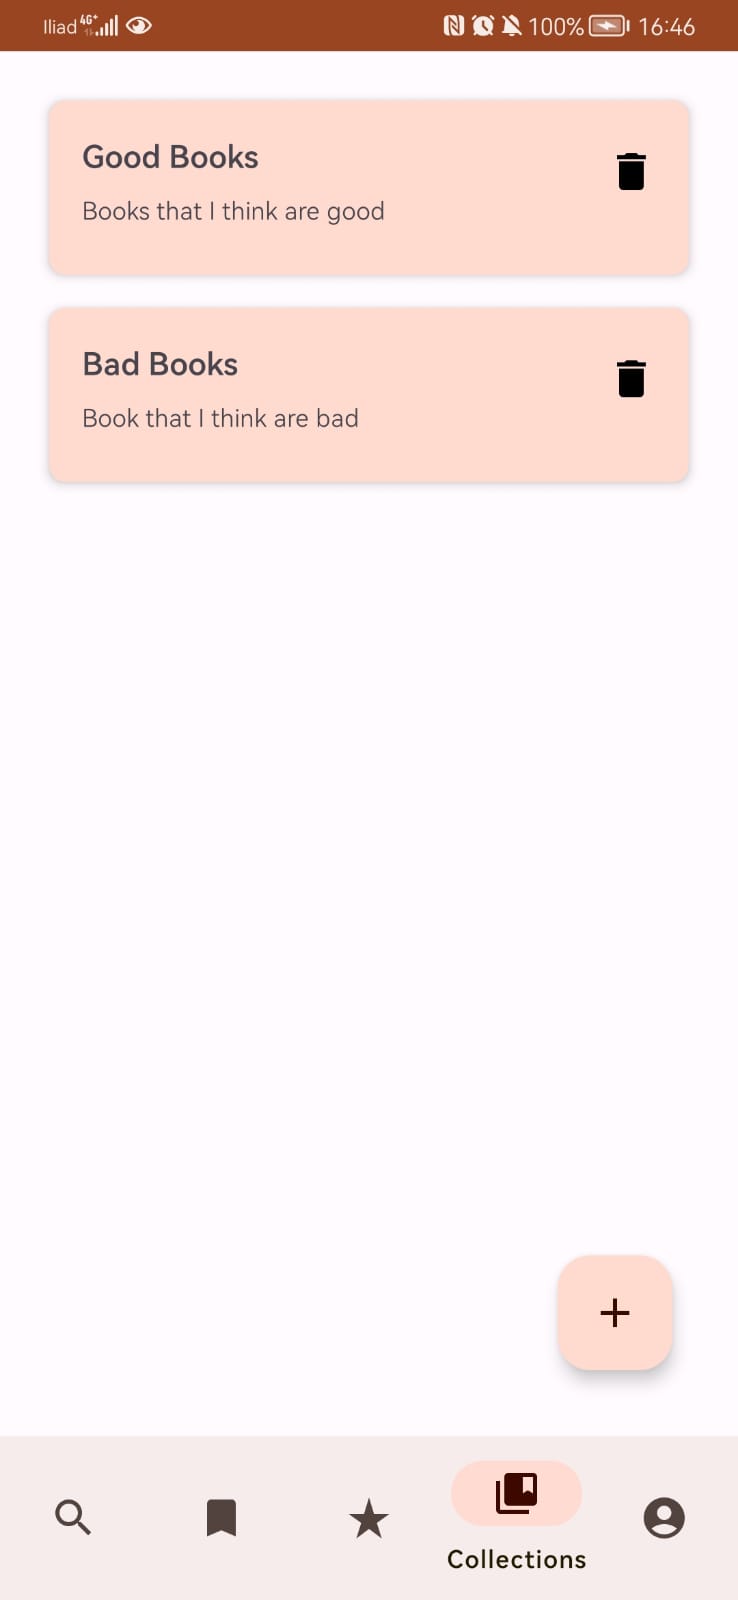 Iliad 4G+ 100% 16:46
Good Books
Books that I think are good
Bad Books
Book that I think are bad
Collections